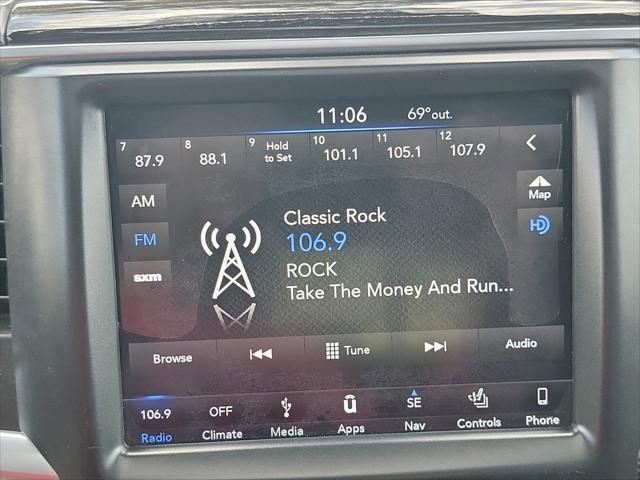 11:06 69°out.
7 87.9 8 88.1 9 Hold to Set 10 101.1 11 105.1 12 107.9
AM
FM
sxm
Map
HD
Classic Rock
106.9
ROCK
Take The Money And Run...
Browse Tune Audio
106.9 OFF SE
Radio Climate Media Apps Nav Controls Phone